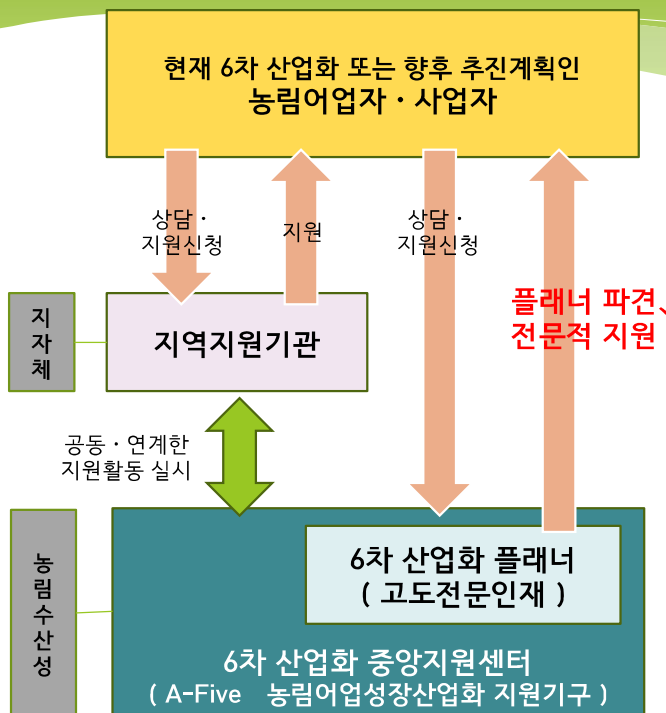 현재 6차 산업화 또는 향후 추진계획인
농림어업자 · 사업자
상담 ·
지원신청
지원
상담 ·
지원신청
플래너 파견、
전문적 지원
지
자
체
지역지원기관
공동 · 연계한
지원활동 실시
농
림
수
산
성
6차 산업화 플래너
( 고도전문인재 )
6차 산업화 중앙지원센터
( A-Five 농림어업성장산업화 지원기구 )